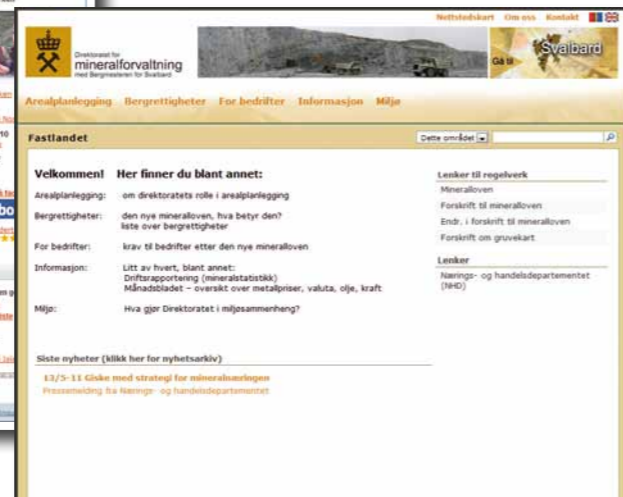 Nettstedskart Om oss Kontakt
Direktoratet for
mineralforvaltning
med Bergmesteren for Svalbard
Gå til
Svalbard
Arealplanlegging Bergrettigheter For bedrifter Informasjon Miljø
Fastlandet
Dette området
Velkommen! Her finner du blant annet:
Arealplanlegging: om direktoratets rolle i arealplanlegging
Bergrettigheter: den nye mineralloven, hva betyr den?
liste over bergrettigheter
For bedrifter: krav til bedrifter etter den nye mineralloven
Informasjon: Litt av hvert, blant annet:
Driftsrapportering (mineralstatistikk)
Månadsbladet - oversikt over metallpriser, valuta, olje, kraft
Miljø: Hva gjør Direktoratet i miljøsammenheng?
Lenker til regelverk
Mineralloven
Forskrift til mineralloven
Endr. i forskrift til mineralloven
Forskrift om gruvekart
Lenker
Nærings- og handelsdepartementet
(NHD)
Siste nyheter (klikk her for nyhetsarkiv)
13/5-11 Giske med strategi for mineralnæringen
Pressemelding fra Nærings- og handelsdepartementet